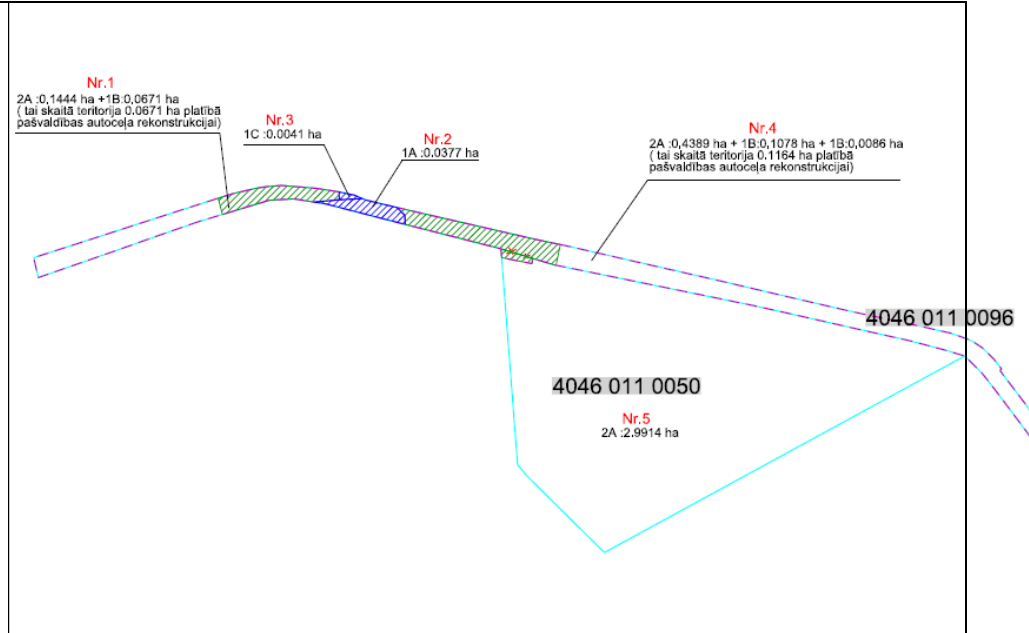 Nr.1
2A :0,1444 ha +1B:0,0671 ha
( tai skaitā teritorija 0.0671 ha platībā
pašvaldības autoceļa rekonstrukcijai)
Nr.3
1C :0.0041 ha
Nr.2
1A :0.0377 ha
Nr.4
2A :0,4389 ha + 1B:0,1078 ha + 1B:0,0086 ha
( tai skaitā teritorija 0.1164 ha platībā
pašvaldības autoceļa rekonstrukcijai)
4046 011 0096
4046 011 0050
Nr.5
2A :2.9914 ha